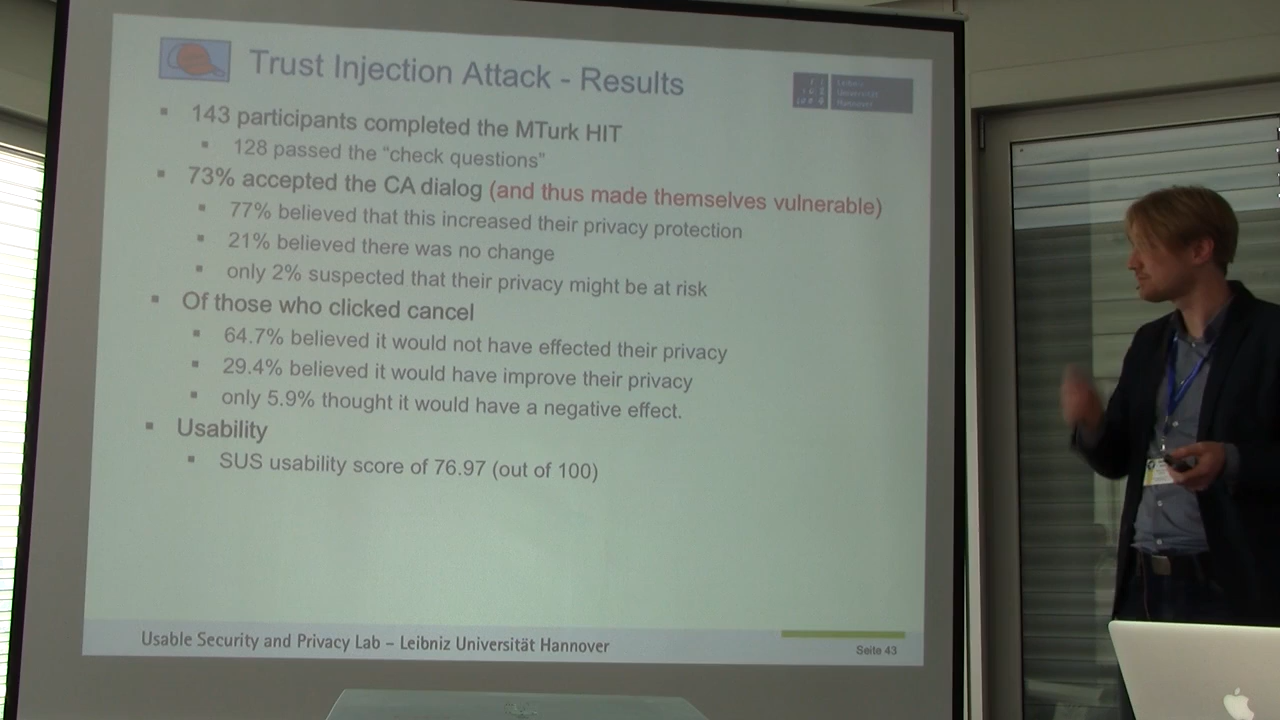 Trust Injection Attack - Results
Leibniz
Universität
Hannover
143 participants completed the MTurk HIT
128 passed the “check questions”
73% accepted the CA dialog (and thus made themselves vulnerable)
77% believed that this increased their privacy protection
21% believed there was no change
only 2% suspected that their privacy might be at risk
Of those who clicked cancel
64.7% believed it would not have effected their privacy
29.4% believed it would have improve their privacy
only 5.9% thought it would have a negative effect.
Usability
SUS usability score of 76.97 (out of 100)
Usable Security and Privacy Lab – Leibniz Universität Hannover
Seite 43